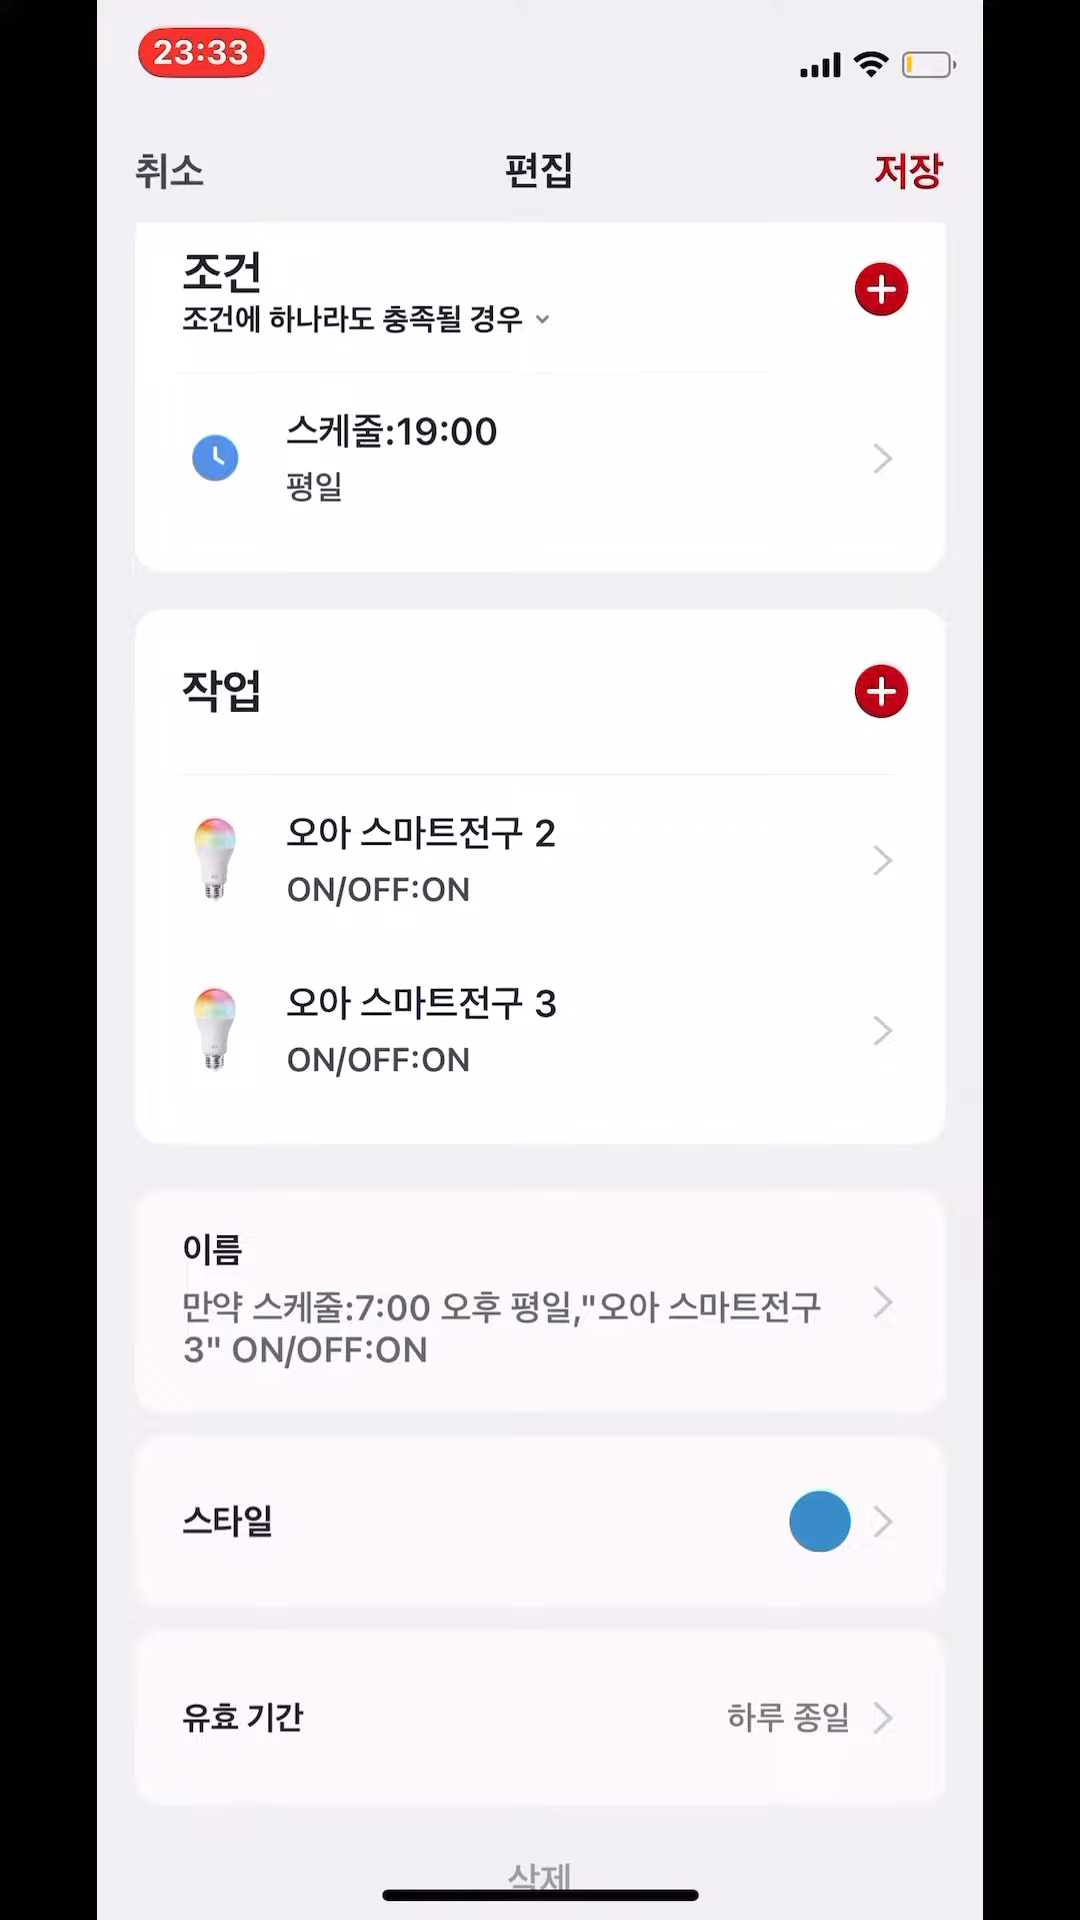 23:33
취소
편집
저장
조건
조건에 하나라도 충족될 경우
스케줄:19:00
평일
작업
오아 스마트전구 2
ON/OFF:ON
오아 스마트전구 3
ON/OFF:ON
이름
만약 스케줄:7:00 오후 평일,"오아 스마트전구
3" ON/OFF:ON
스타일
유효 기간
하루 종일
삭제